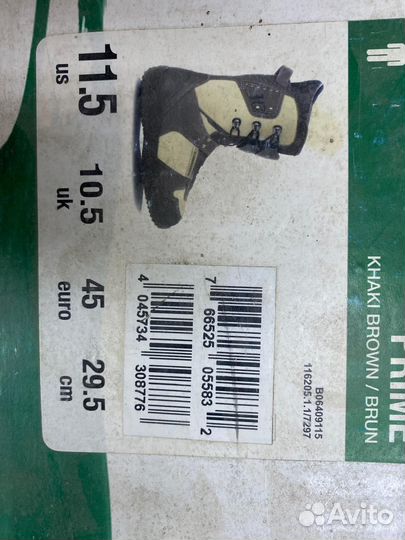 PRIME
KHAKI BROWN / BRUN
11.5 10.5 45 29.5
us uk euro cm
B06409115
116205.1.1/7297
7 66525 05583 2
4 045734 308776
Avito